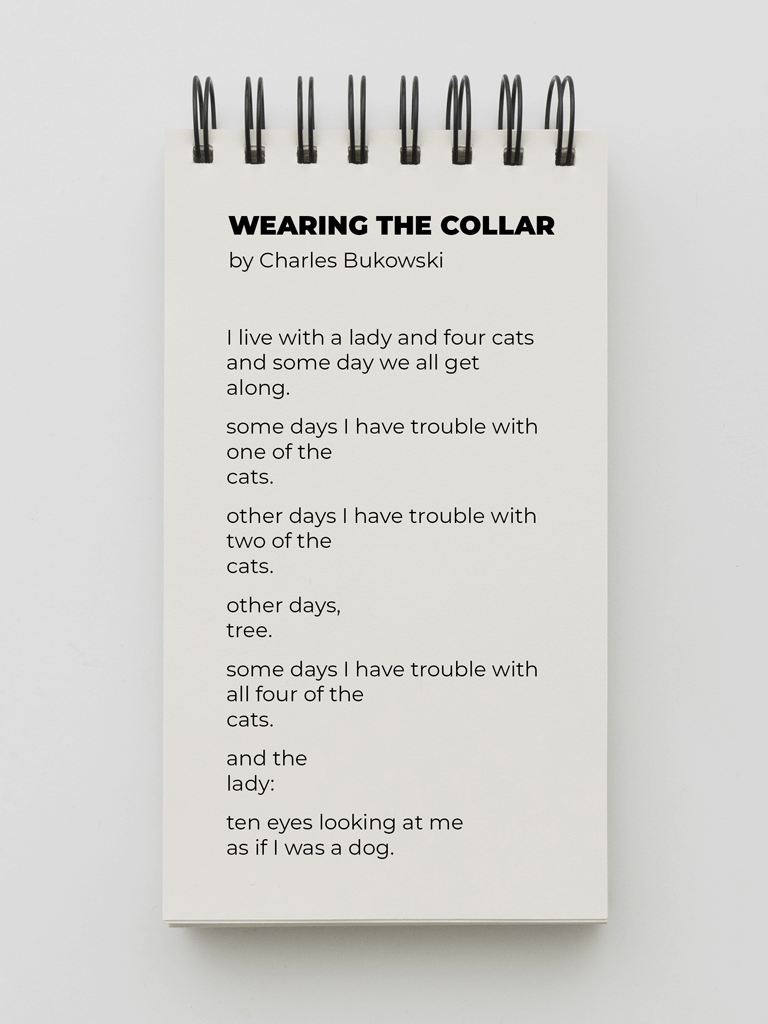 WEARING THE COLLAR
by Charles Bukowski
I live with a lady and four cats
and some day we all get
along.
some days I have trouble with
one of the
cats.
other days I have trouble with
two of the
cats.
other days,
tree.
some days I have trouble with
all four of the
cats.
and the
lady:
ten eyes looking at me
as if I was a dog.